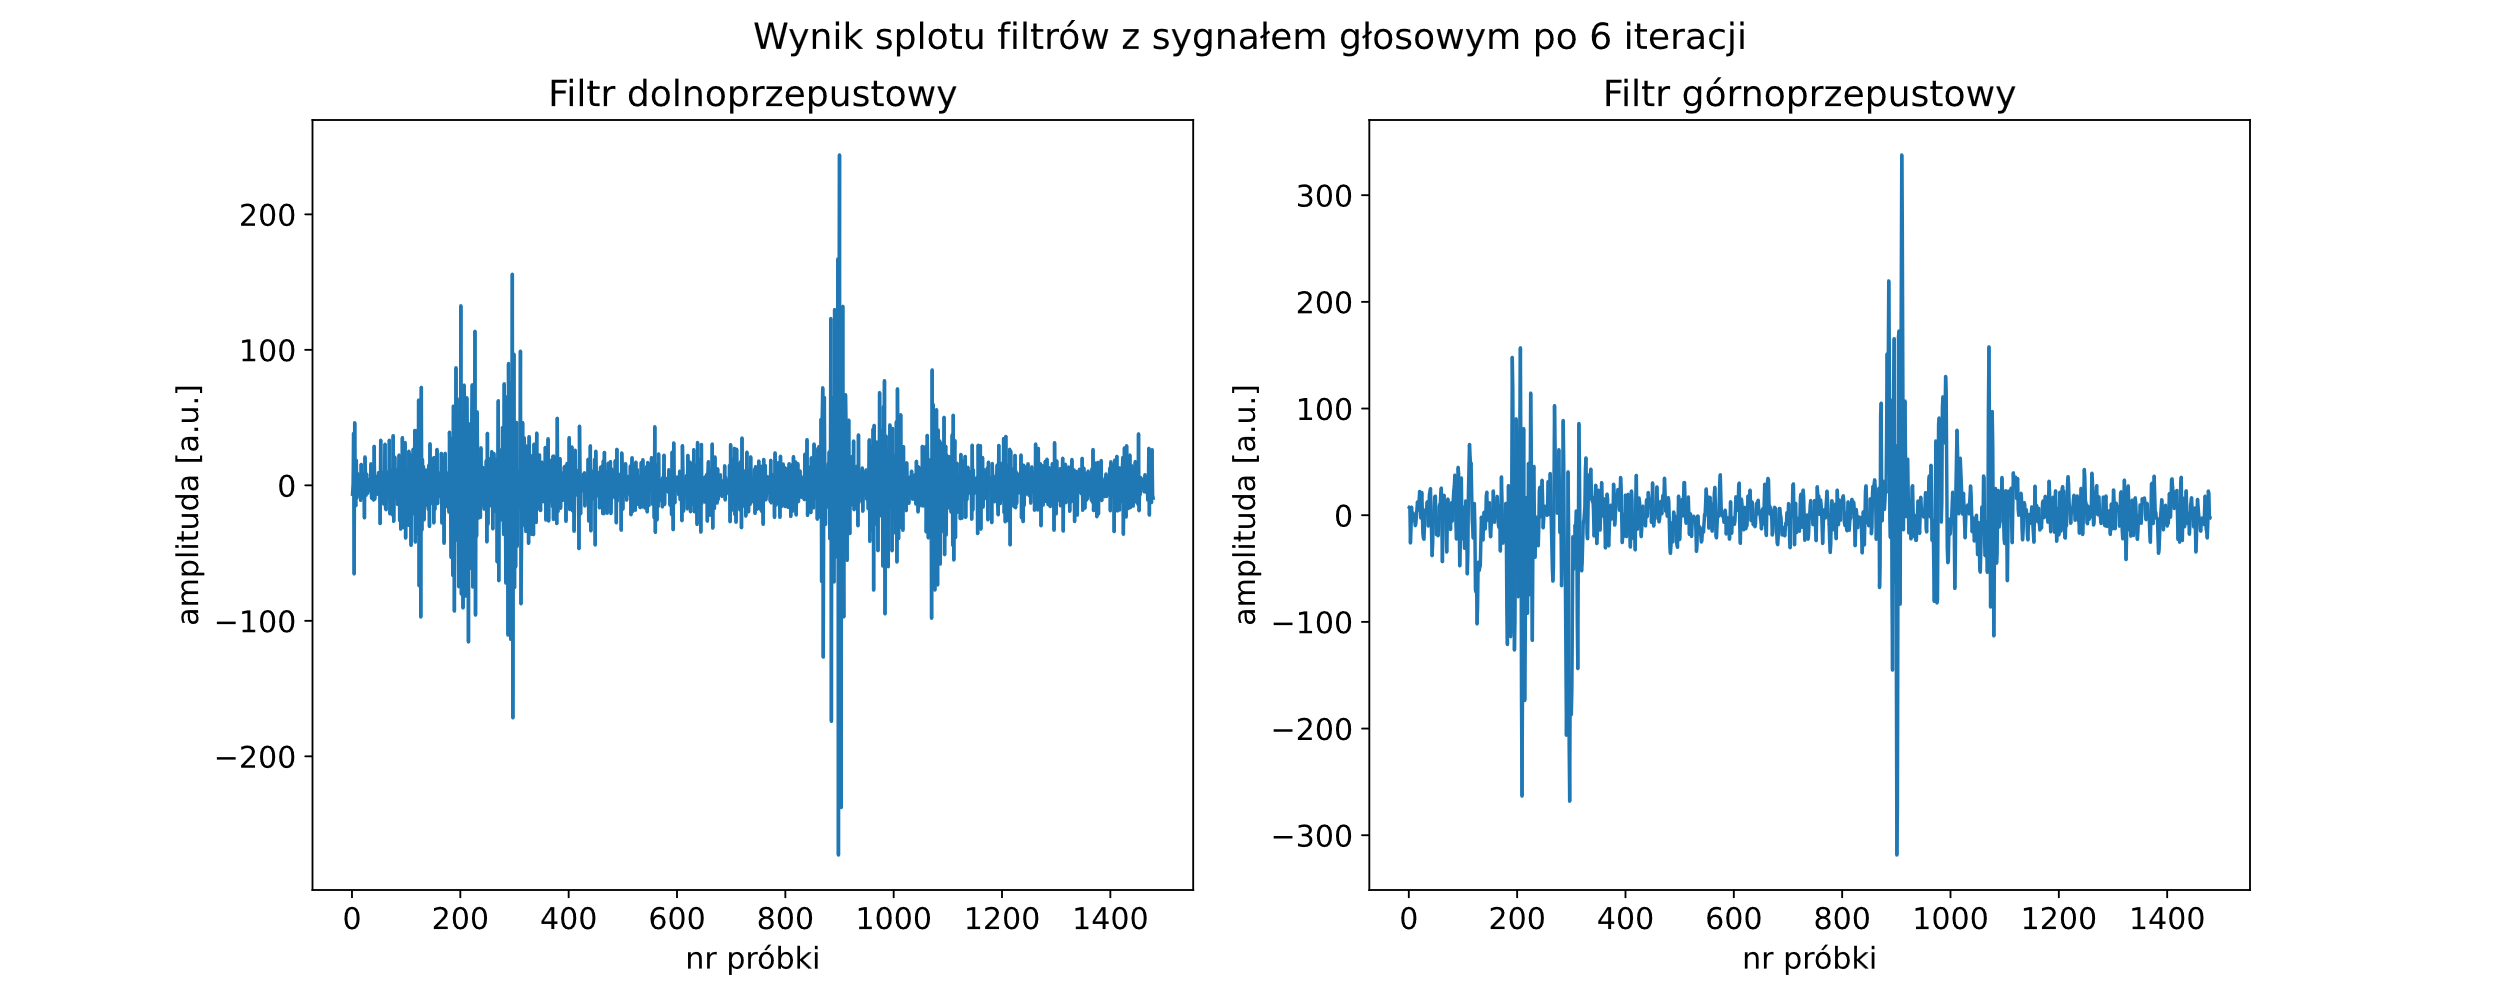 Wynik splotu filtrów z sygnałem głosowym po 6 iteracji
Filtr dolnoprzepustowy
amplituda [a.u.]
200
100
0
−100
−200
0 200 400 600 800 1000 1200 1400
nr próbki
Filtr górnoprzepustowy
amplituda [a.u.]
300
200
100
0
−100
−200
−300
0 200 400 600 800 1000 1200 1400
nr próbki